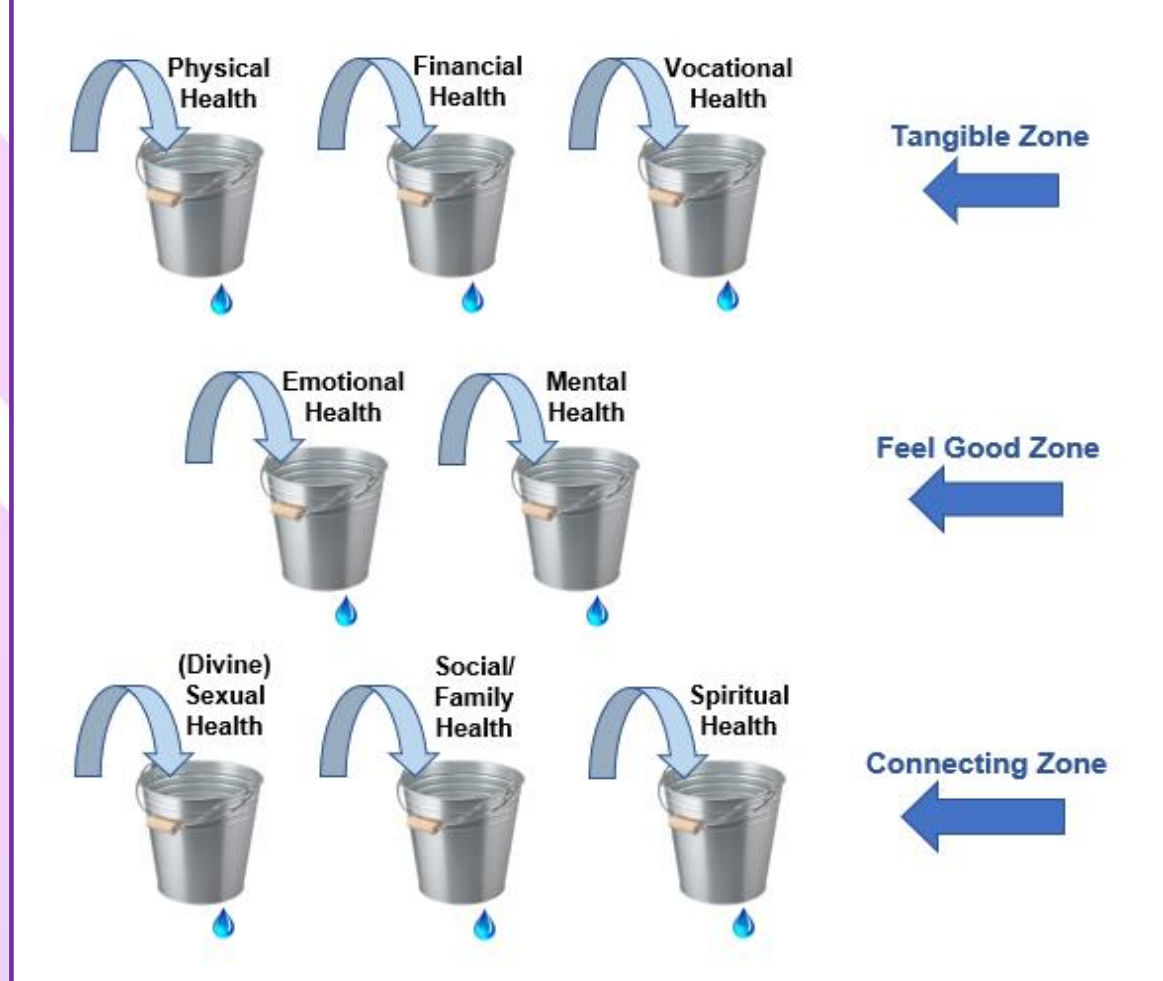 Physical
Health
Financial
Health
Vocational
Health
Tangible Zone
Emotional
Health
Mental
Health
Feel Good Zone
(Divine)
Sexual
Health
Social/
Family
Health
Spiritual
Health
Connecting Zone